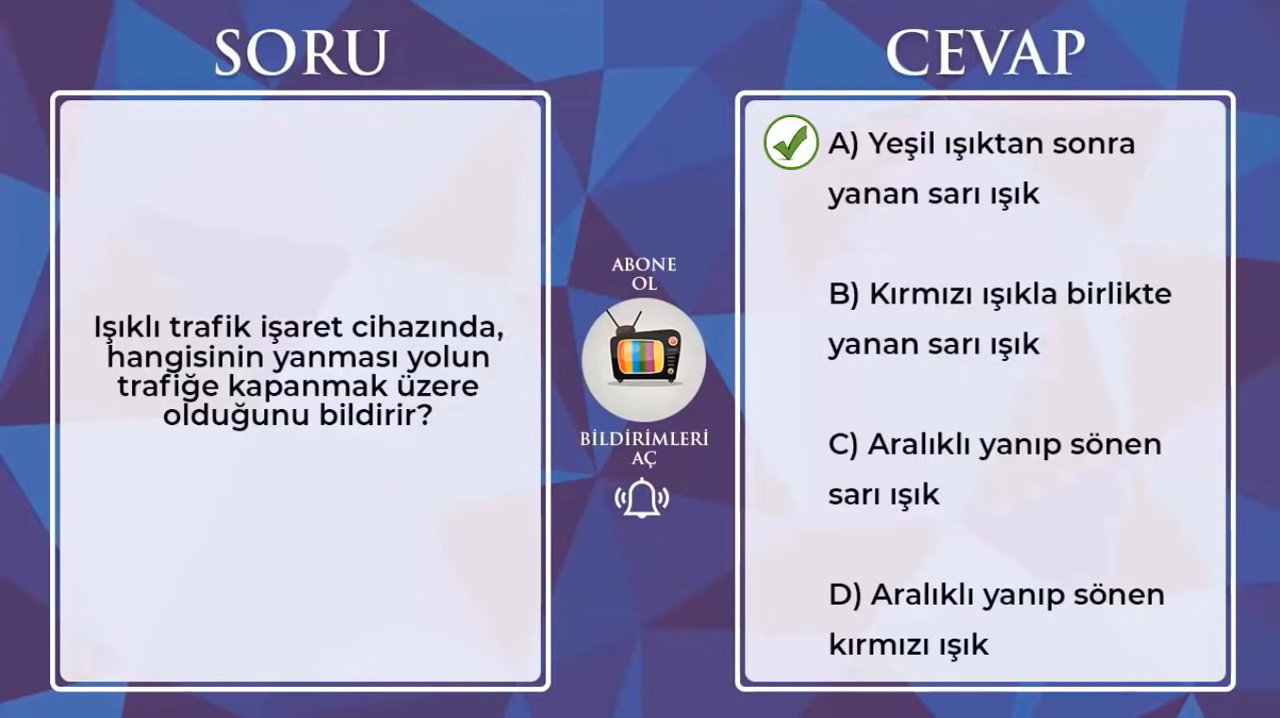 SORU
Işıklı trafik işaret cihazında,
hangisinin yanması yolun
trafiğe kapanmak üzere
olduğunu bildirir?
ABONE
OL
BİLDİRİMLERİ
AÇ
CEVAP
A) Yeşil ışıktan sonra
yanan sarı ışık
B) Kırmızı ışıkla birlikte
yanan sarı ışık
C) Aralıklı yanıp sönen
sarı ışık
D) Aralıklı yanıp sönen
kırmızı ışık